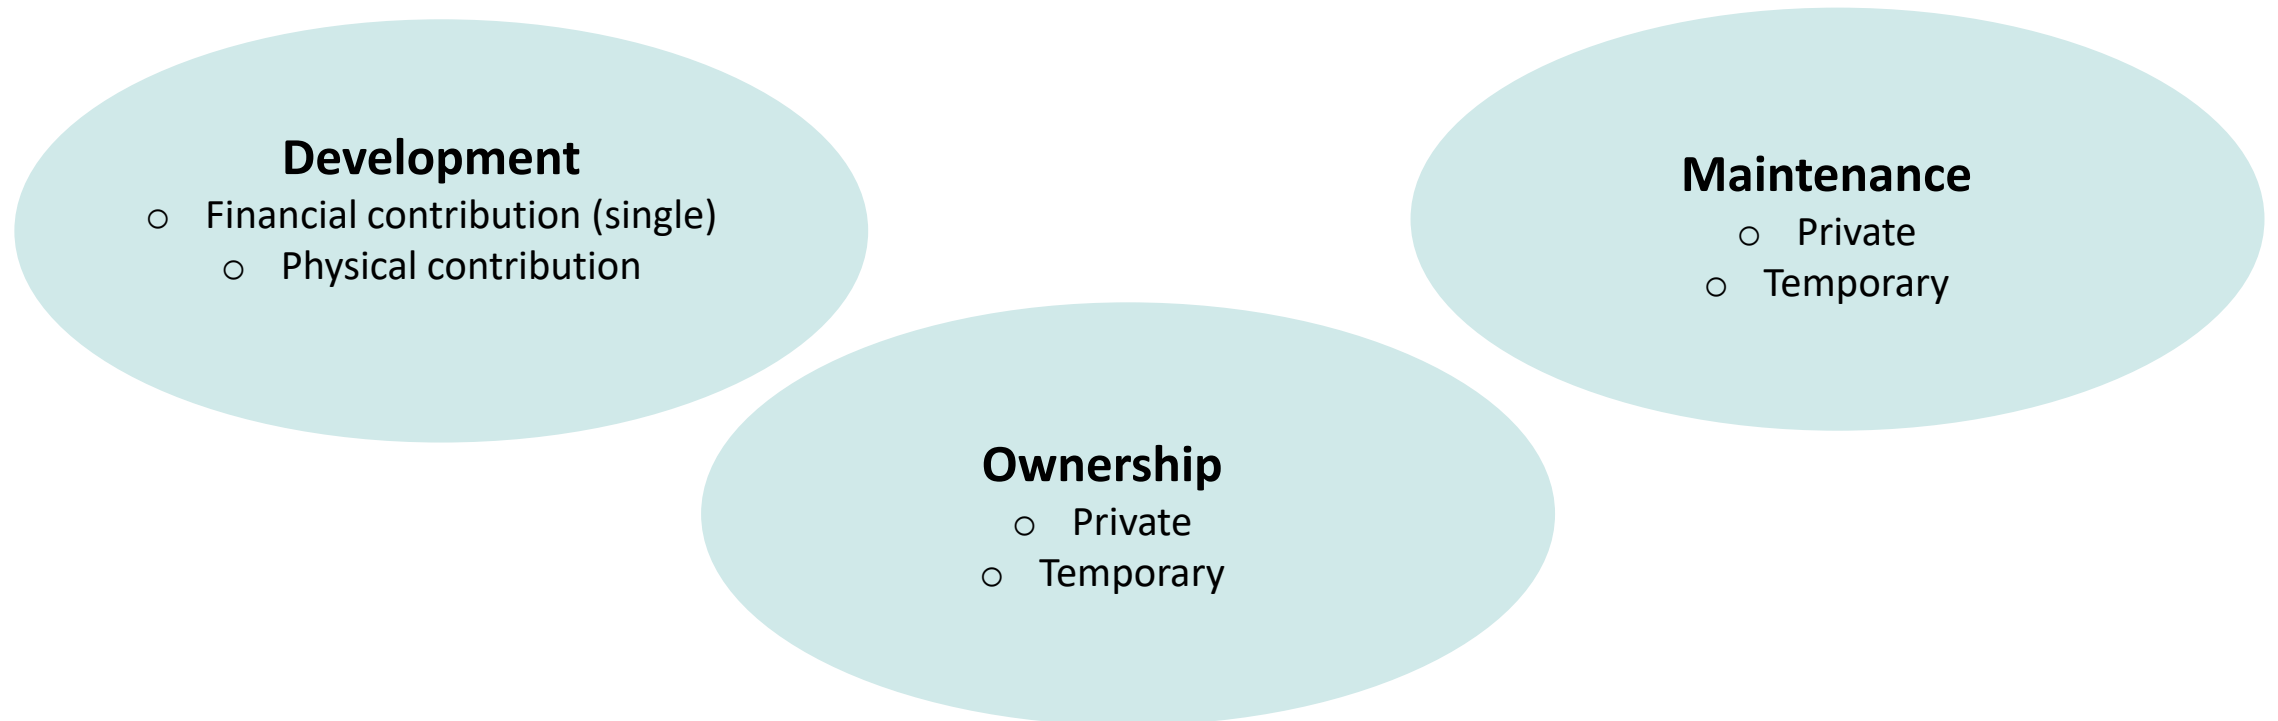 Development
o Financial contribution (single)
o Physical contribution
Maintenance
o Private
o Temporary
Ownership
o Private
o Temporary